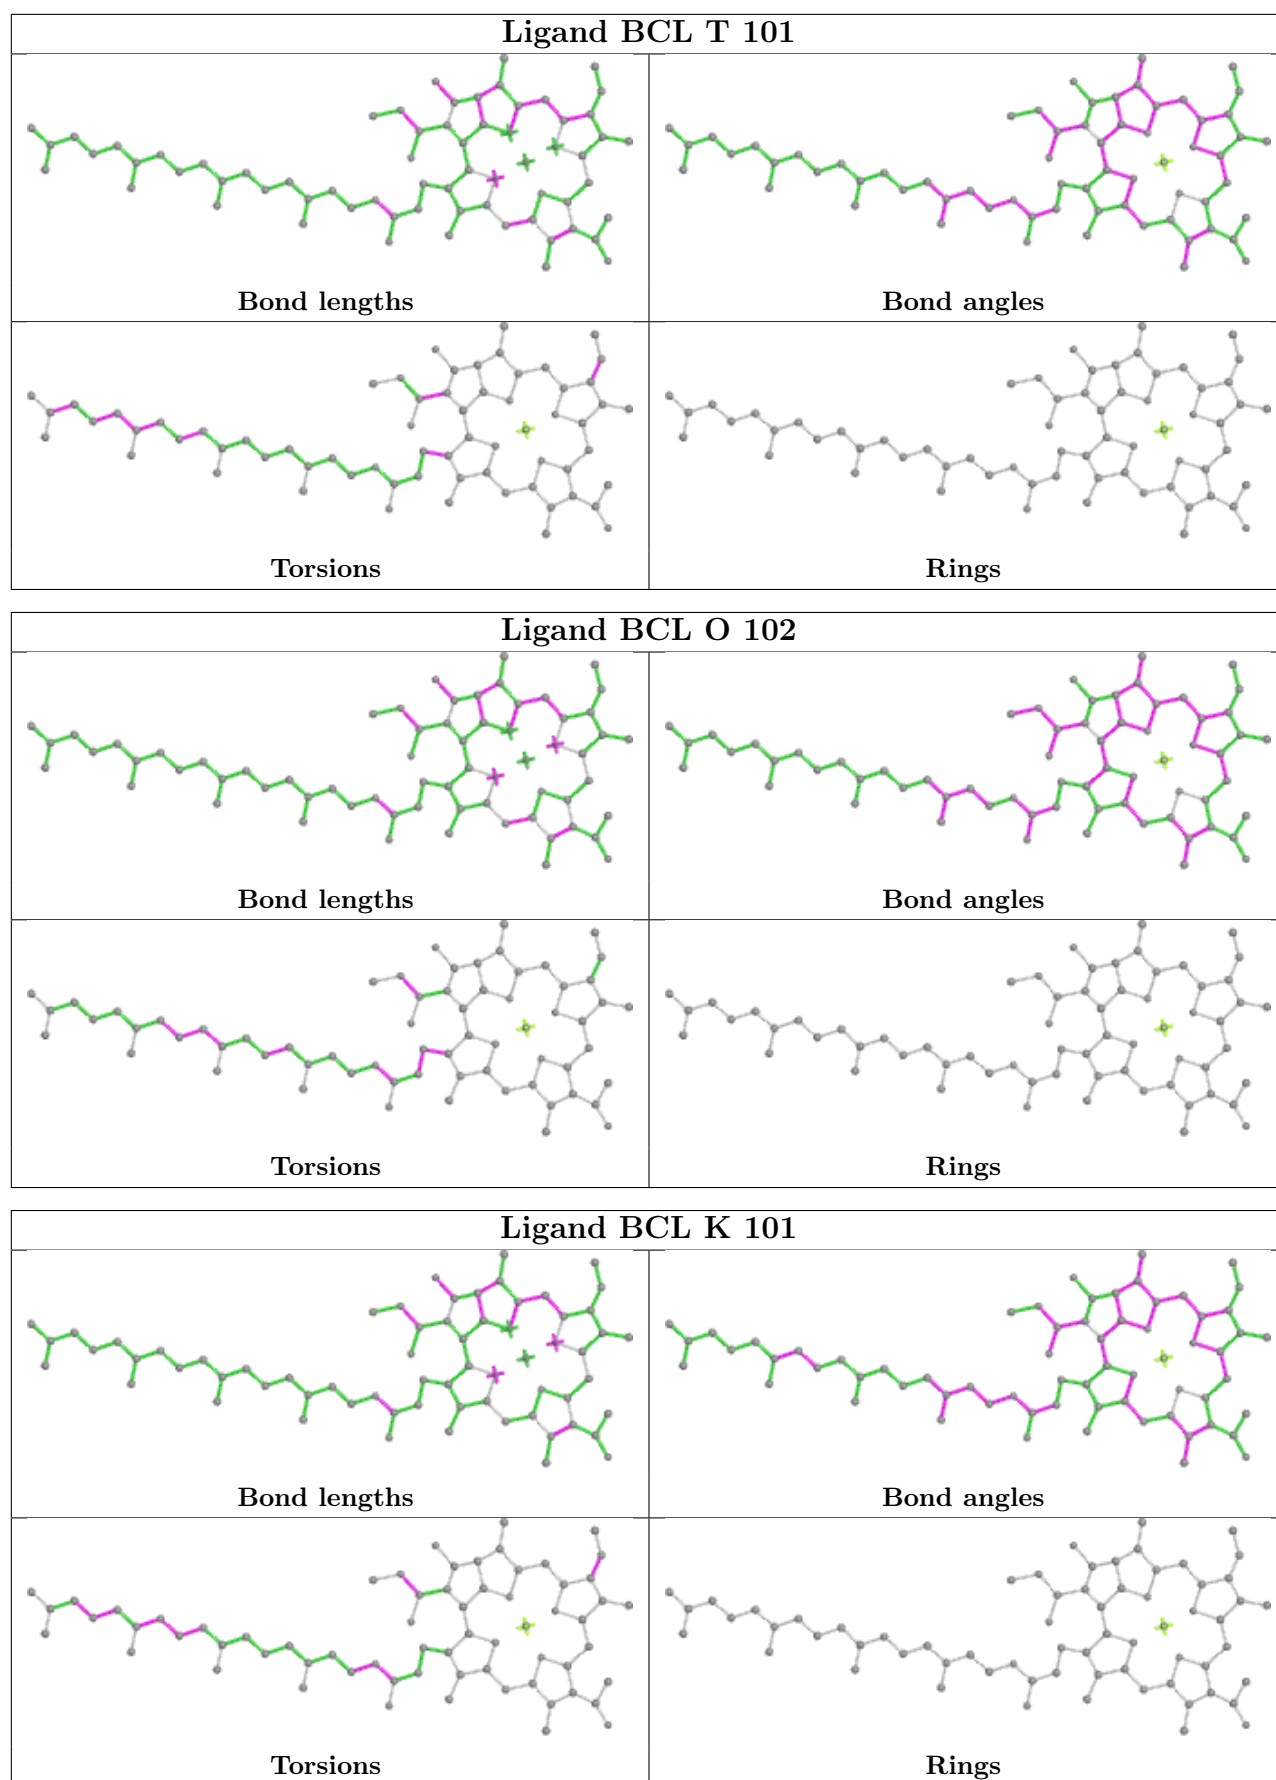 Ligand BCL T 101
Bond lengths
Bond angles
Torsions
Rings
Ligand BCL O 102
Bond lengths
Bond angles
Torsions
Rings
Ligand BCL K 101
Bond lengths
Bond angles
Torsions
Rings